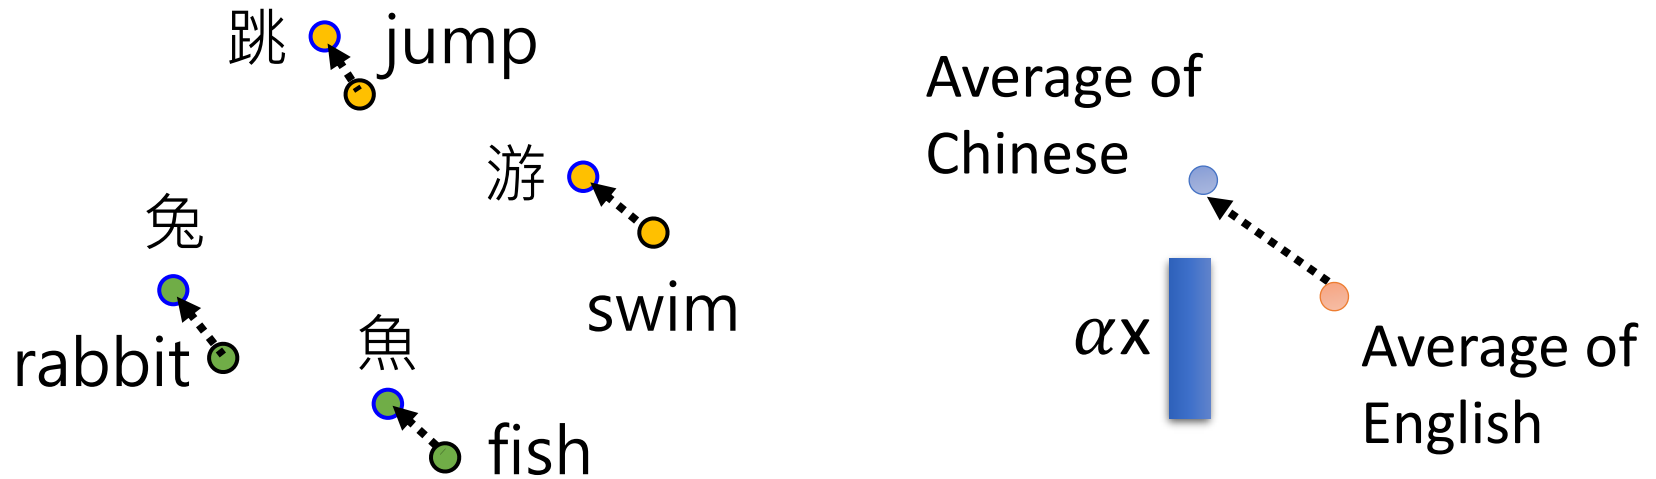 跳 jump
游
swim
兔
rabbit
魚
fish
Average of
Chinese
αx
Average of
English